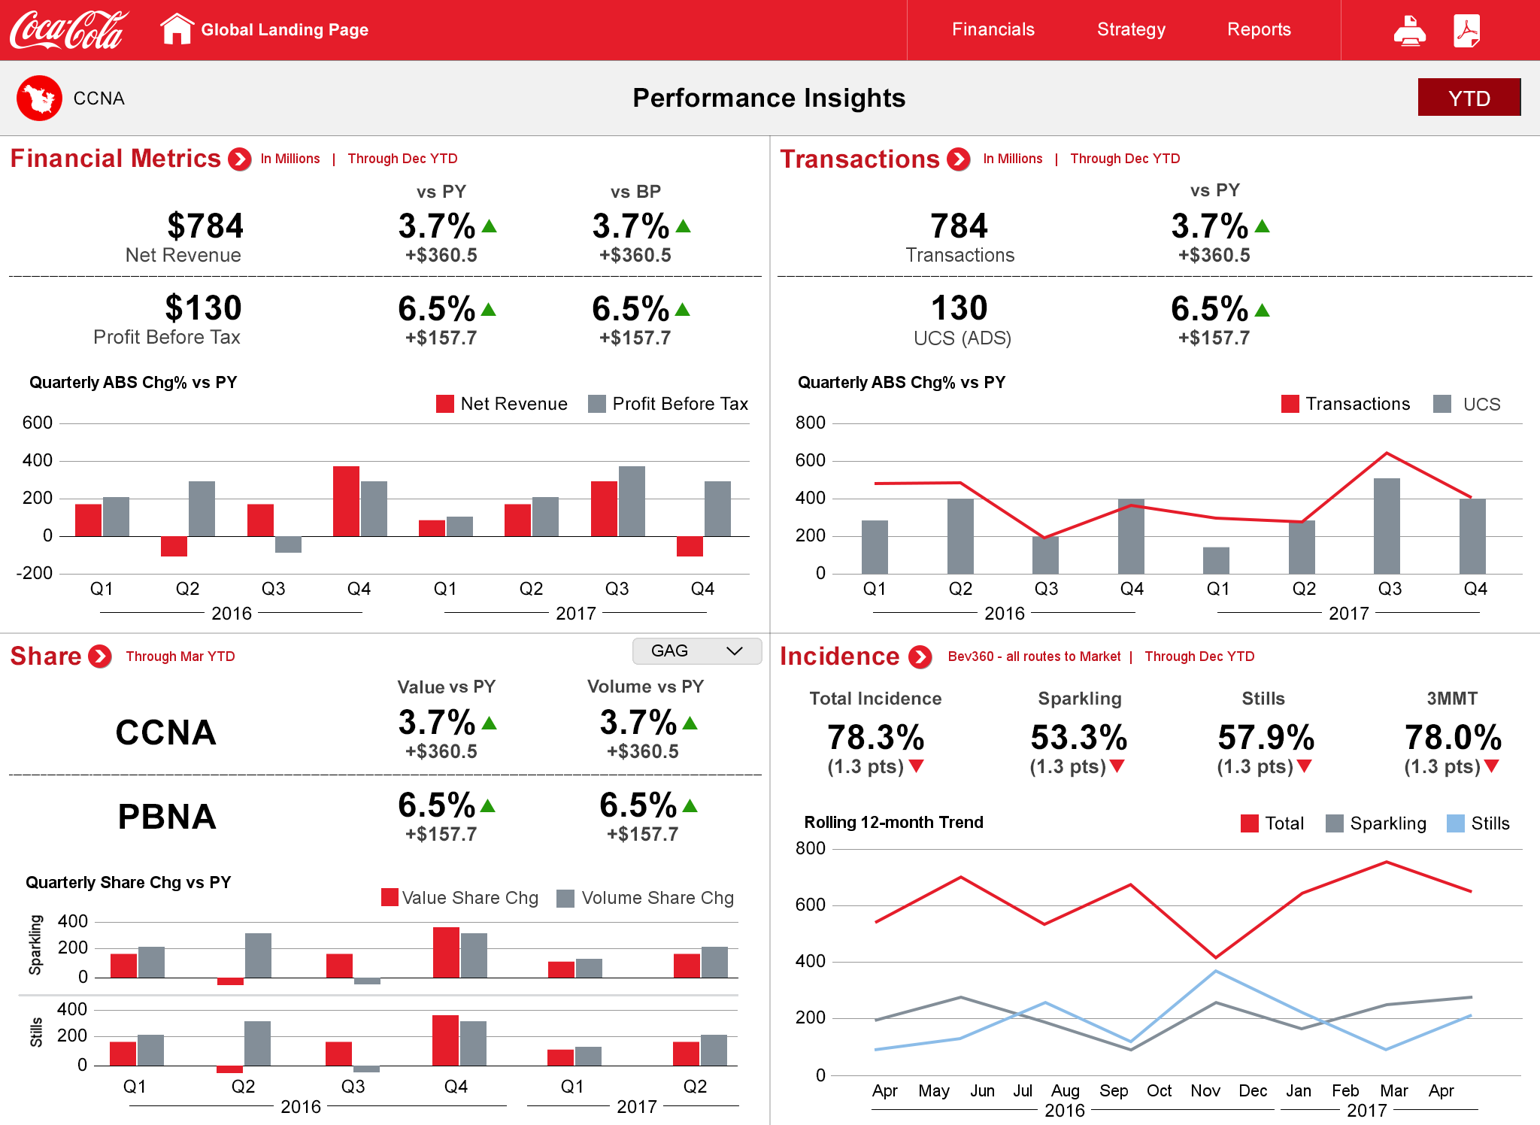 Coca-Cola
Global Landing Page
Financials
Strategy
Reports
CCNA
Performance Insights
YTD
Financial Metrics
In Millions | Through Dec YTD
vs PY
vs BP
$784
3.7%
3.7%
Net Revenue
+$360.5
+$360.5
$130
6.5%
6.5%
Profit Before Tax
+$157.7
+$157.7
Quarterly ABS Chg% vs PY
Net Revenue
Profit Before Tax
600
400
200
0
-200
Q1 Q2 Q3 Q4 Q1 Q2 Q3 Q4
2016 2017
Transactions
In Millions | Through Dec YTD
vs PY
784
3.7%
Transactions
+$360.5
130
6.5%
UCS (ADS)
+$157.7
Quarterly ABS Chg% vs PY
Transactions
UCS
800
600
400
200
0
Q1 Q2 Q3 Q4 Q1 Q2 Q3 Q4
2016 2017
Share
Through Mar YTD
GAG
Value vs PY
Volume vs PY
CCNA
3.7%
3.7%
+$360.5
+$360.5
PBNA
6.5%
6.5%
+$157.7
+$157.7
Quarterly Share Chg vs PY
Value Share Chg
Volume Share Chg
Sparkling
400
200
0
Stills
400
200
0
Q1 Q2 Q3 Q4 Q1 Q2
2016 2017
Incidence
Bev360 - all routes to Market | Through Dec YTD
Total Incidence
Sparkling
Stills
3MMT
78.3%
53.3%
57.9%
78.0%
(1.3 pts)
(1.3 pts)
(1.3 pts)
(1.3 pts)
Rolling 12-month Trend
Total
Sparkling
Stills
800
600
400
200
0
Apr May Jun Jul Aug Sep Oct Nov Dec Jan Feb Mar Apr
2016 2017